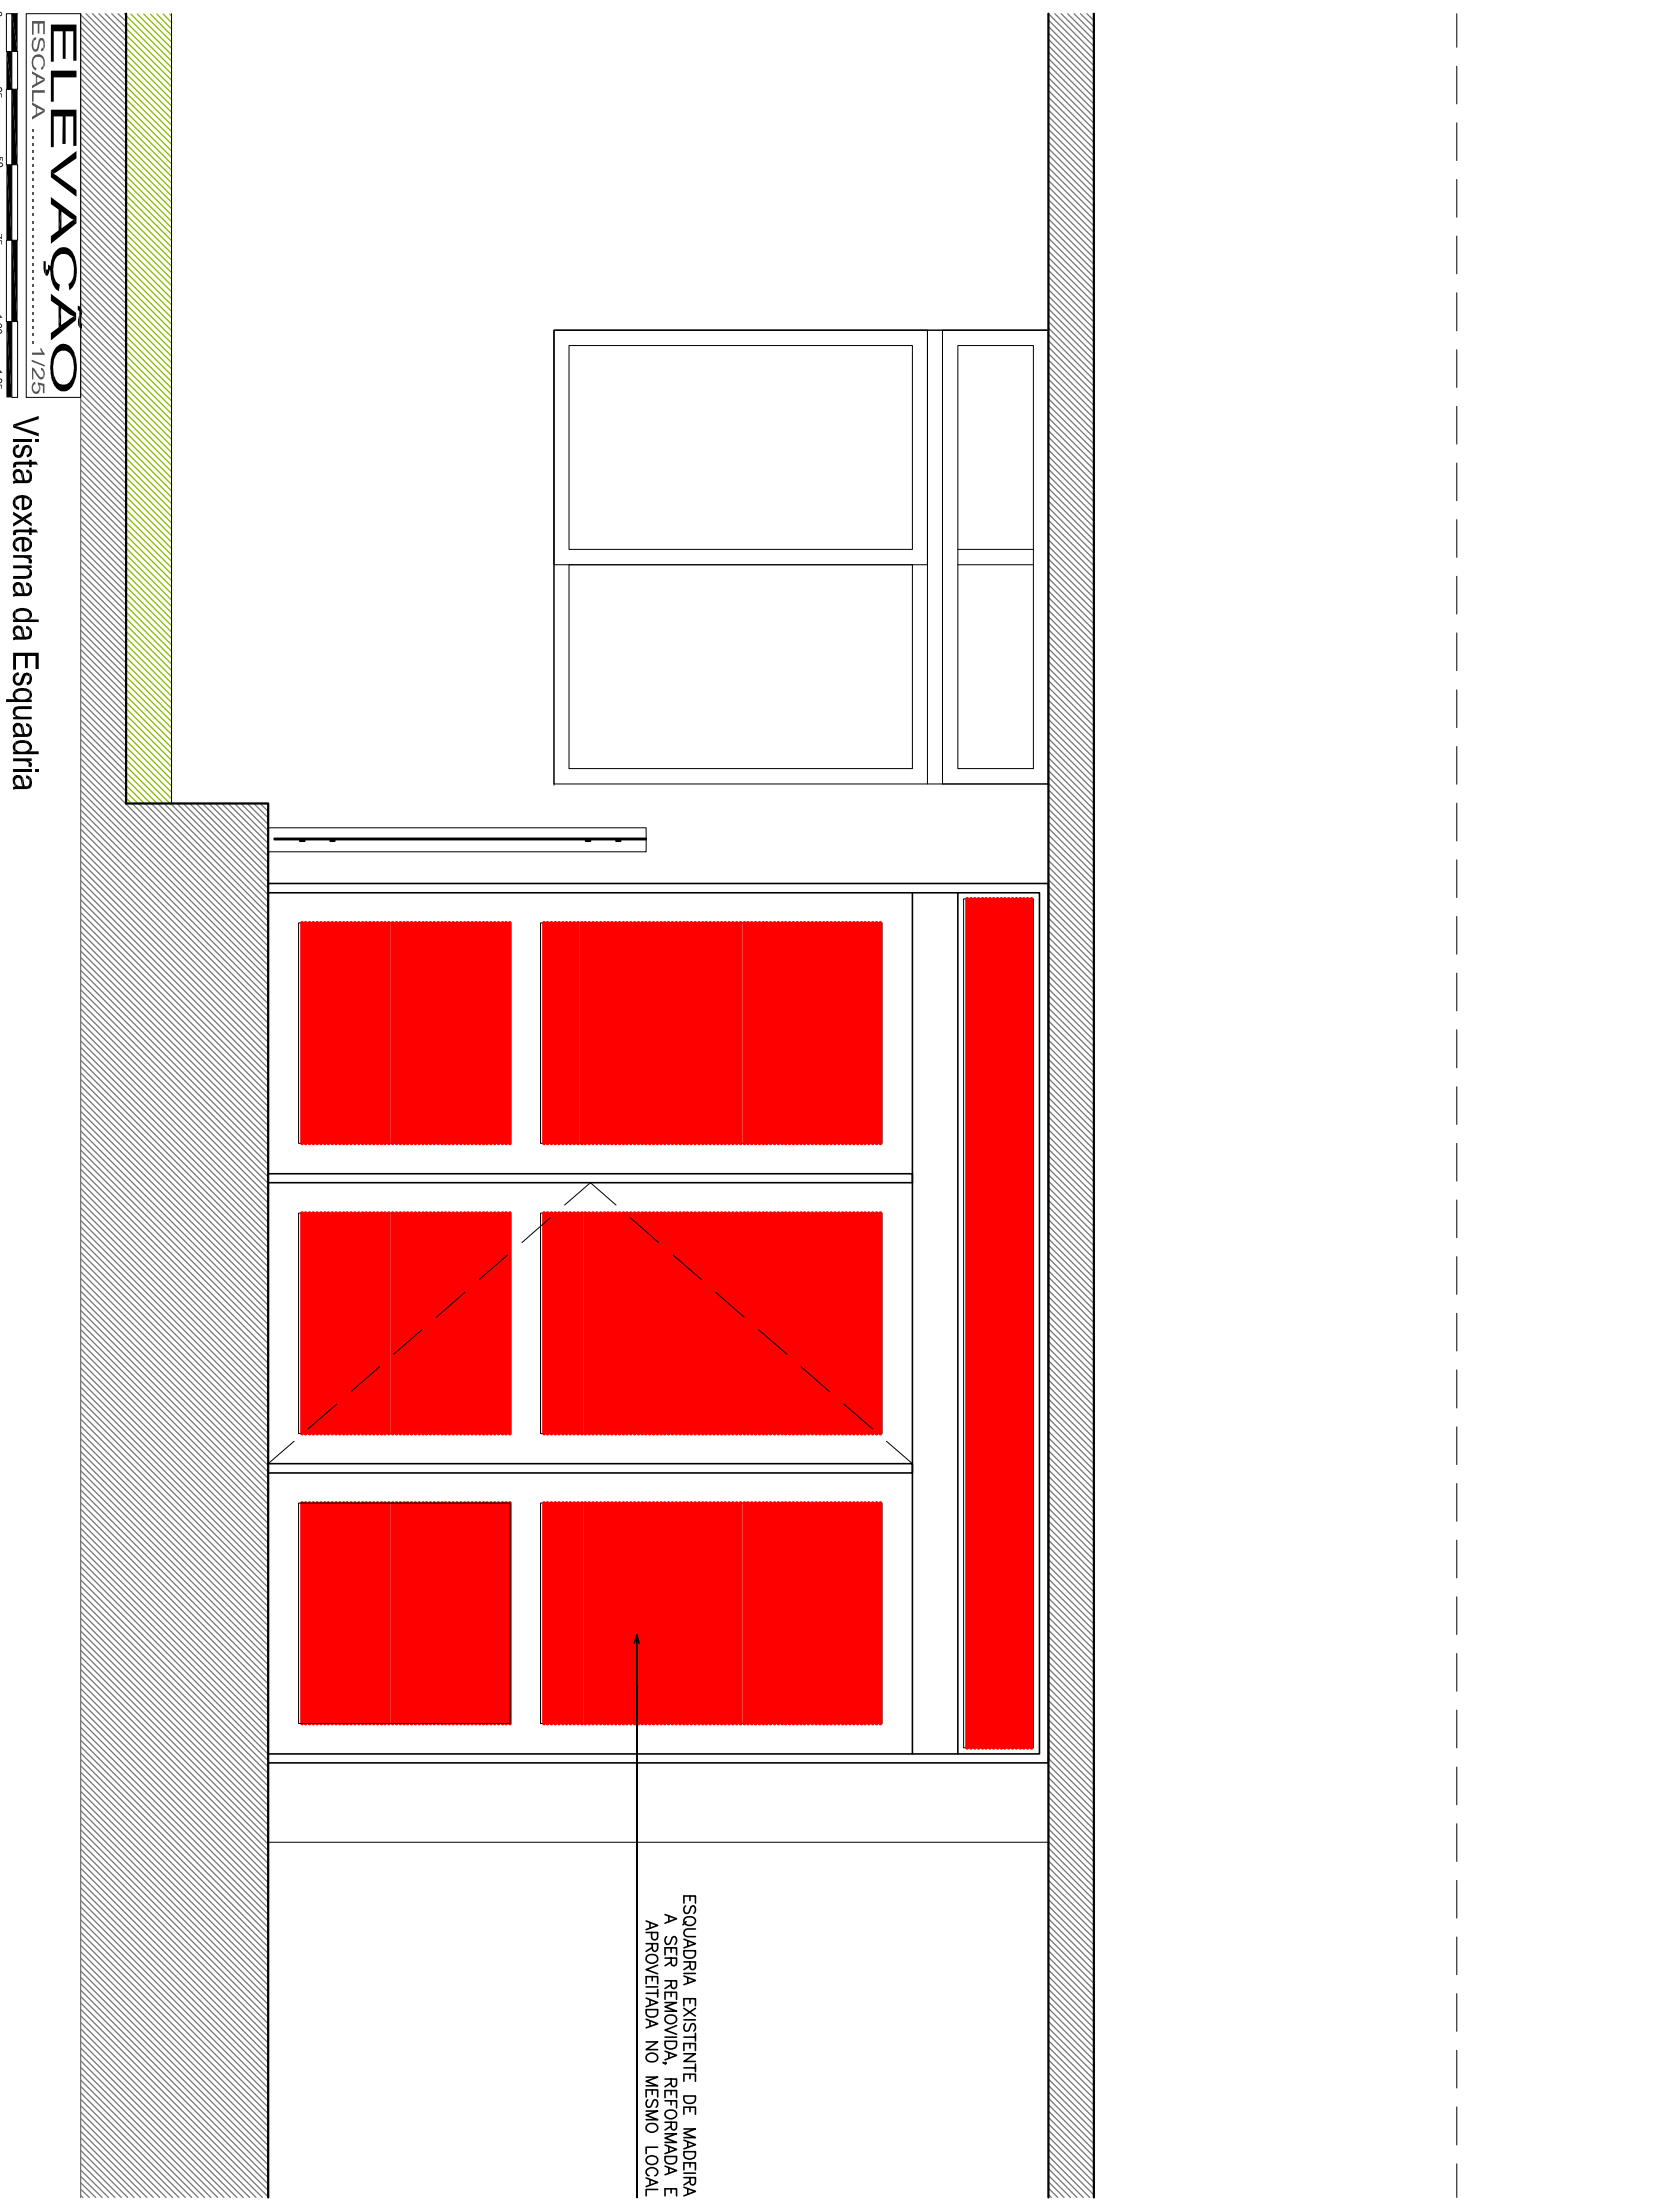 ELEVAÇÃO
ESCALA ........................... 1/25
Vista externa da Esquadria
ESQUADRIA EXISTENTE DE MADEIRA
A SER REMOVIDA, REFORMADA E
APROVEITADA NO MESMO LOCAL